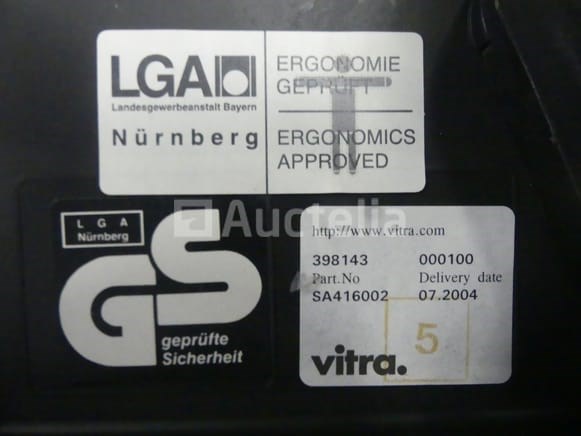 LGA
Landesgewerbeanstalt Bayern
Nürnberg
ERGONOMIE
GEPRÜFT
ERGONOMICS
APPROVED
Auctelia
L G A
Nürnberg
GS
geprüfte
Sicherheit
http://www.vitra.com
398143 000100
Part.No Delivery date
SA416002 07.2004
5
vitra.